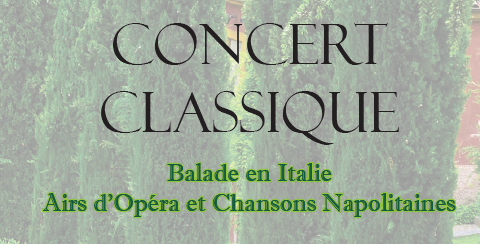 CONCERT
CLASSIQUE
Balade en Italie
Airs d'Opéra et Chansons Napolitaines